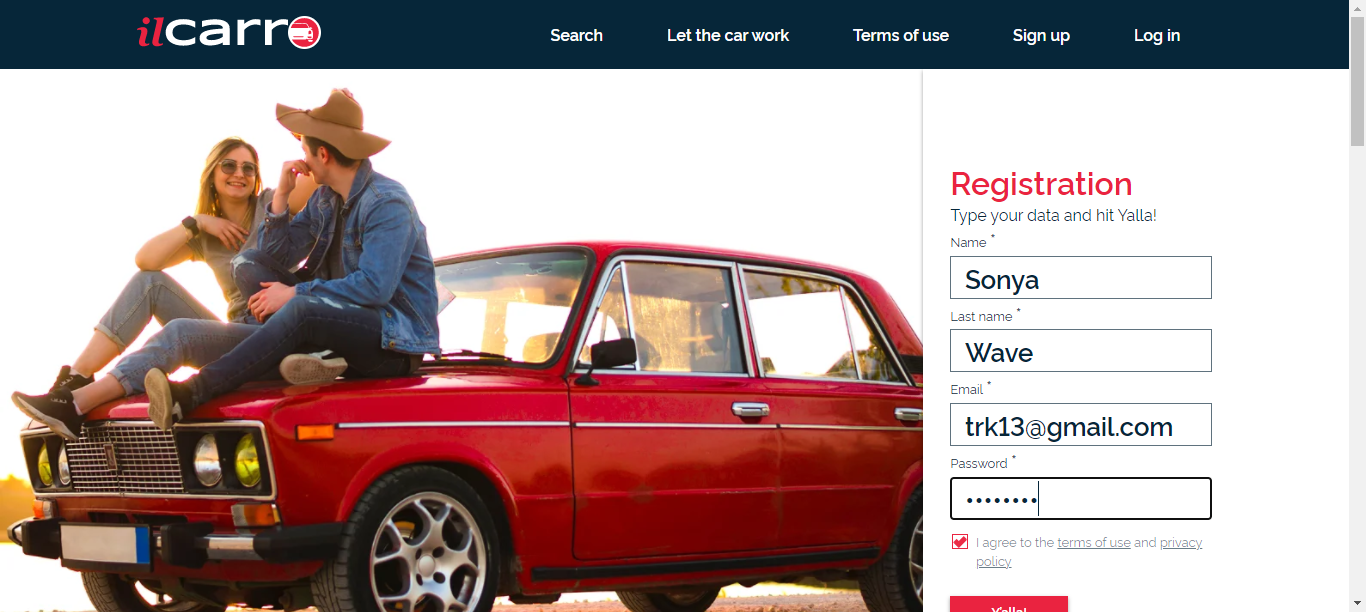 ilcarro
Search Let the car work Terms of use Sign up Log in
Registration
Type your data and hit Yalla!
Name *
Sonya
Last name *
Wave
Email *
trk13@gmail.com
Password *
••••••••
I agree to the terms of use and privacy
policy
Y'alla!